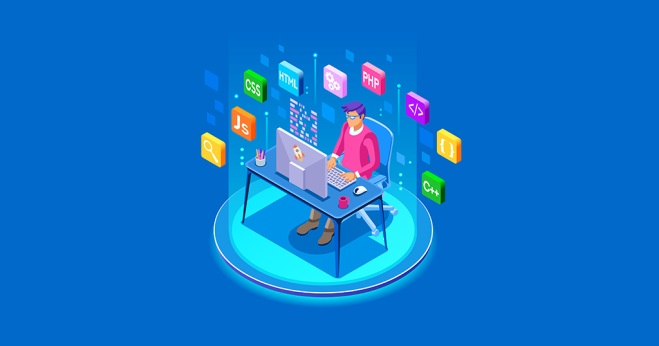 CSS
HTML
PHP
</>
Js
{ }
C++